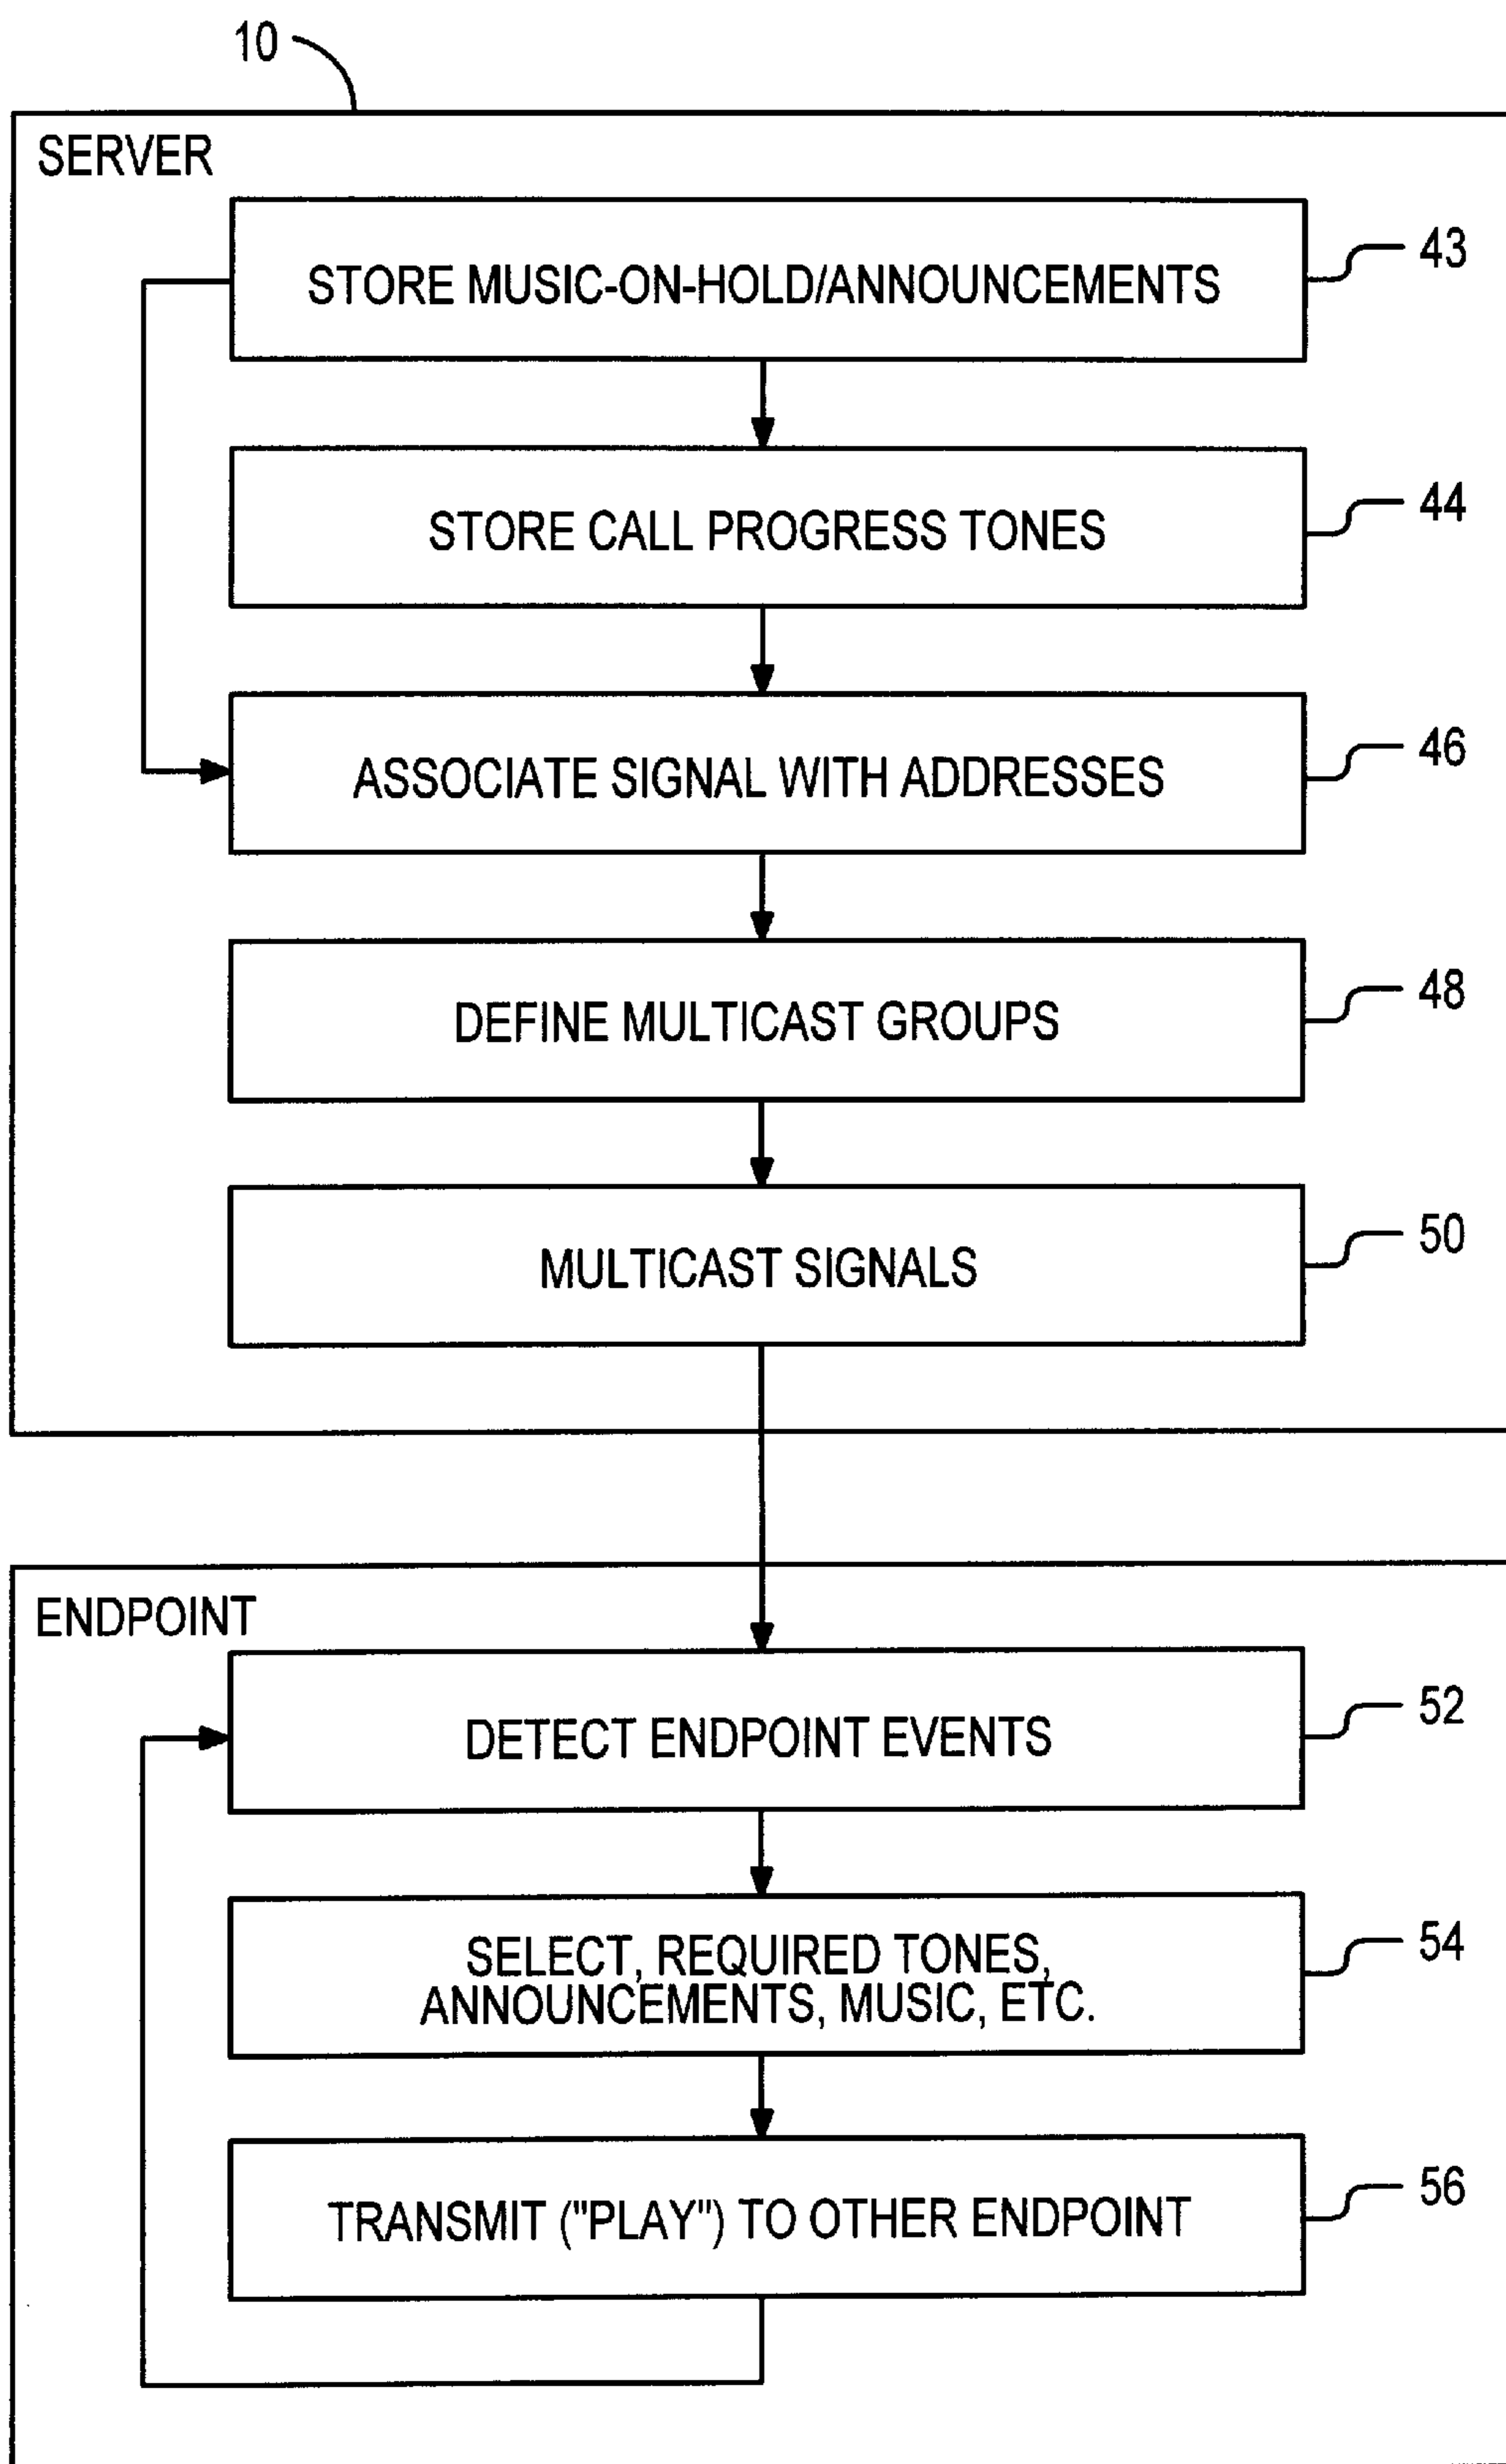 10
SERVER
STORE MUSIC-ON-HOLD/ANNOUNCEMENTS
43
STORE CALL PROGRESS TONES
44
ASSOCIATE SIGNAL WITH ADDRESSES
46
DEFINE MULTICAST GROUPS
48
MULTICAST SIGNALS
50
ENDPOINT
DETECT ENDPOINT EVENTS
52
SELECT, REQUIRED TONES,
ANNOUNCEMENTS, MUSIC, ETC.
54
TRANSMIT ("PLAY") TO OTHER ENDPOINT
56